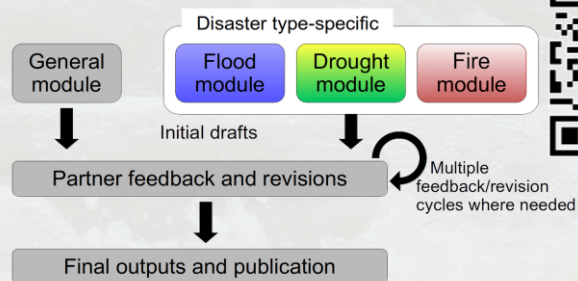 Disaster type-specific
General
module
Flood
module
Drought
module
Fire
module
Initial drafts
Partner feedback and revisions
Multiple
feedback/revision
cycles where needed
Final outputs and publication